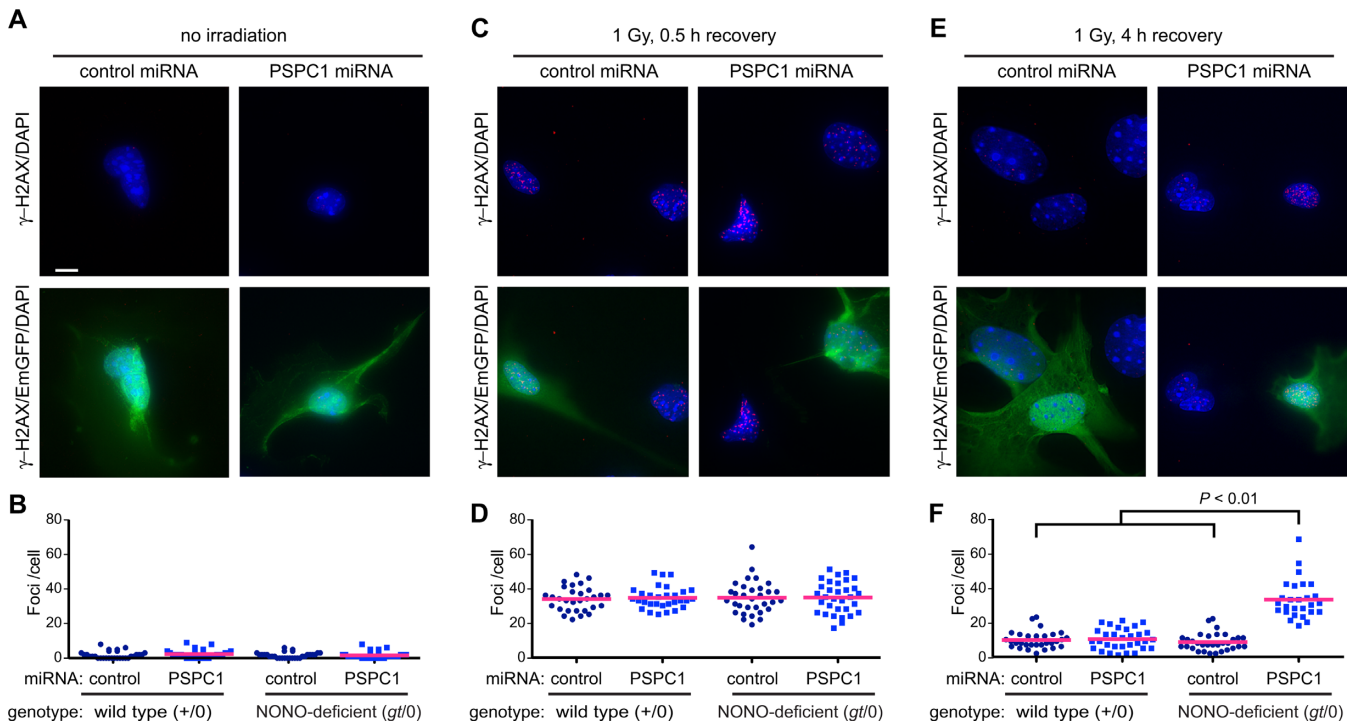 A
no irradiation
control miRNA PSPC1 miRNA
γ–H2AX/DAPI
γ–H2AX/EmGFP/DAPI
B
Foci /cell
80
60
40
20
0
miRNA: control PSPC1 control PSPC1
genotype: wild type (+/0) NONO-deficient (gt/0)
C
1 Gy, 0.5 h recovery
control miRNA PSPC1 miRNA
γ–H2AX/DAPI
γ–H2AX/EmGFP/DAPI
D
Foci /cell
80
60
40
20
0
miRNA: control PSPC1 control PSPC1
genotype: wild type (+/0) NONO-deficient (gt/0)
E
1 Gy, 4 h recovery
control miRNA PSPC1 miRNA
γ–H2AX/DAPI
γ–H2AX/EmGFP/DAPI
F
P < 0.01
Foci /cell
80
60
40
20
0
miRNA: control PSPC1 control PSPC1
genotype: wild type (+/0) NONO-deficient (gt/0)